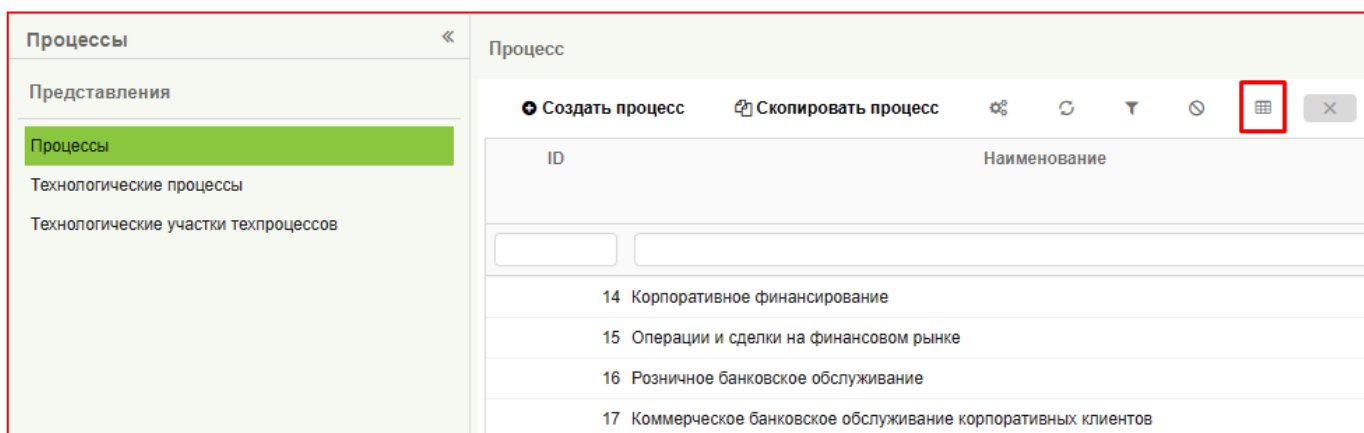 Процессы
Представления
Процессы
Технологические процессы
Технологические участки техпроцессов
Процесс
Создать процесс Скопировать процесс
ID Наименование
14 Корпоративное финансирование
15 Операции и сделки на финансовом рынке
16 Розничное банковское обслуживание
17 Коммерческое банковское обслуживание корпоративных клиентов